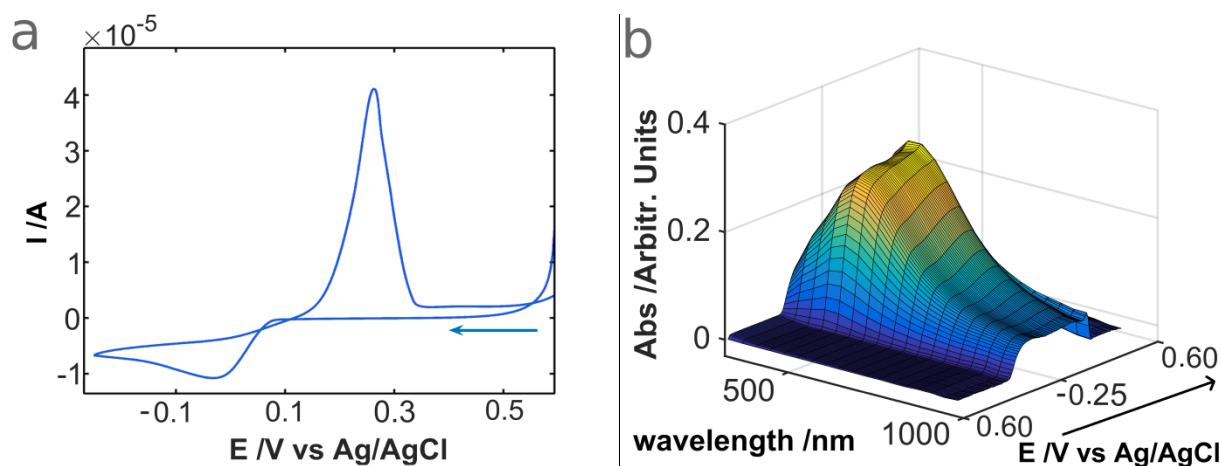 a
×10⁻⁵
4
3
2
1
0
-1
I /A
-0.1 0.1 0.3 0.5
E /V vs Ag/AgCl
b
0.4
0.2
0
Abs /Arbitr. Units
500
1000
wavelength /nm
0.60
-0.25
0.60
E /V vs Ag/AgCl